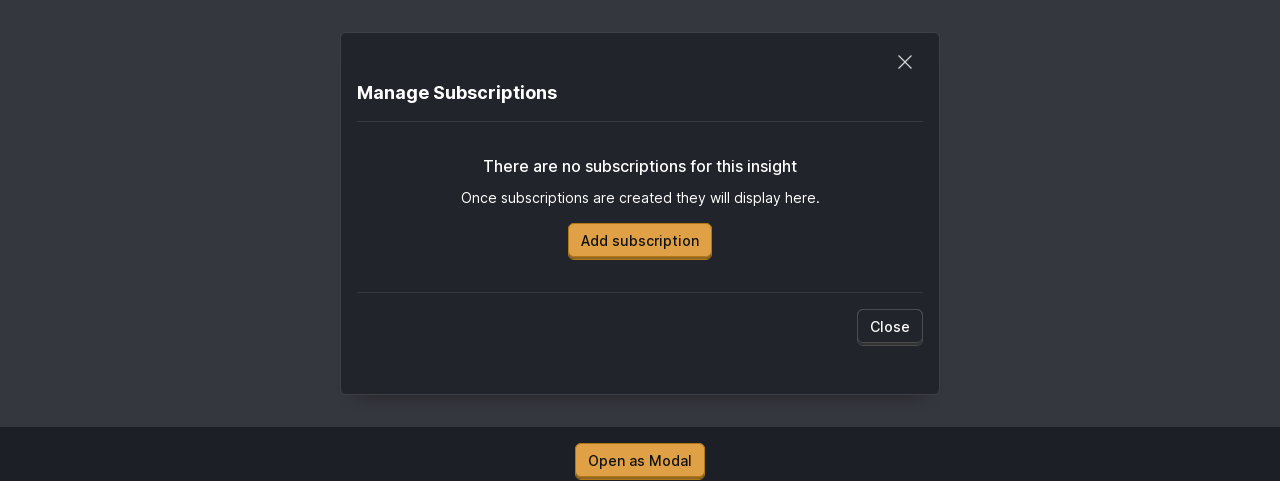 Manage Subscriptions
There are no subscriptions for this insight
Once subscriptions are created they will display here.
Add subscription
Close
Open as Modal